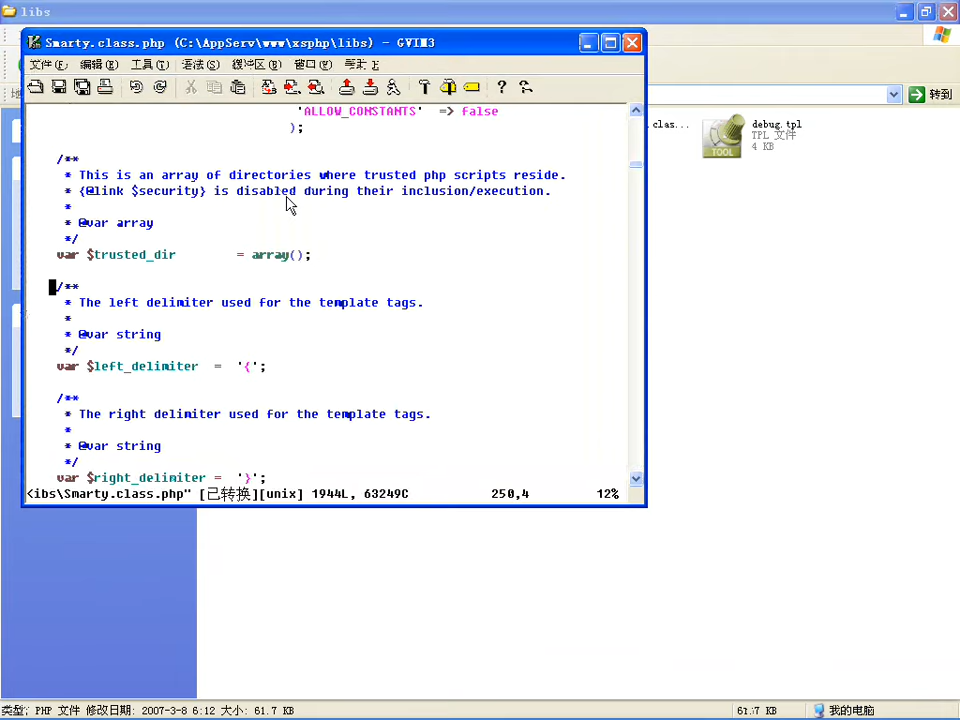 libs
Smarty.class.php (C:\AppServ\www\xsphp\libs) - GVIM3
文件(F) 编辑(E) 工具(T) 语法(S) 缓冲区(B) 窗口(W)
转到
'ALLOW_CONSTANTS' => false
);
clas...
debug.tpl
TPL 文件
4 KB
TOOL
/**
* This is an array of directories where trusted php scripts reside.
* {@link $security} is disabled during their inclusion/execution.
*
* @var array
*/
var $trusted_dir = array();
/**
* The left delimiter used for the template tags.
*
* @var string
*/
var $left_delimiter = '{';
/**
* The right delimiter used for the template tags.
*
* @var string
*/
var $right_delimiter = '}';
<ibs\Smarty.class.php" [已转换][unix] 1944L, 63249C 250,4 12%
类型: PHP 文件 修改日期: 2007-3-8 6:12 大小: 61.7 KB 61.7 KB 我的电脑